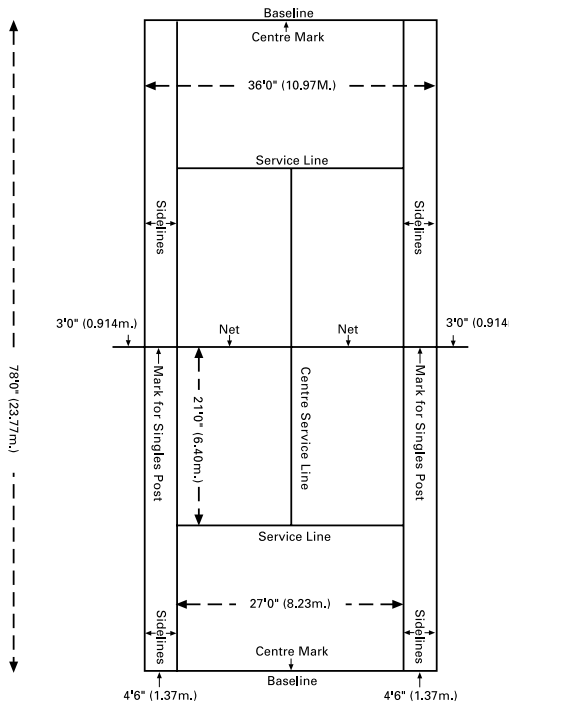 Baseline
Centre Mark
36'0" (10.97M.)
Service Line
Sidelines
Sidelines
3'0" (0.914m.)
Net
Net
3'0" (0.914
78'0" (23.77m.)
Mark for Singles Post
21'0" (6.40m.)
Centre Service Line
Mark for Singles Post
Service Line
27'0" (8.23m.)
Sidelines
Sidelines
Centre Mark
Baseline
4'6" (1.37m.)
4'6" (1.37m.)